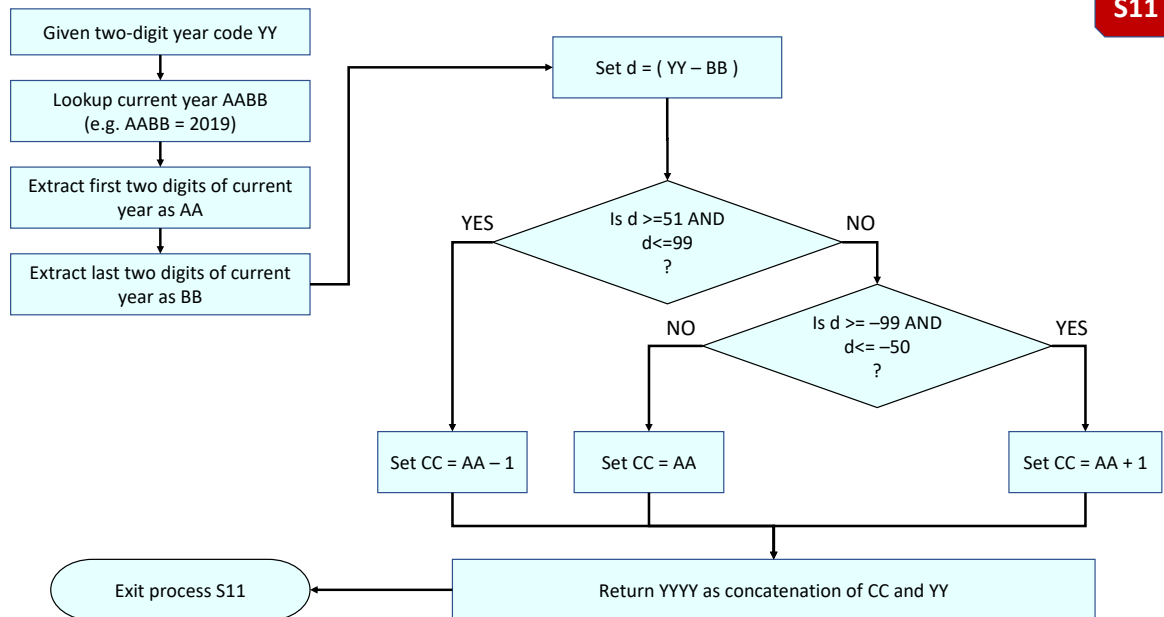 S11
Given two-digit year code YY
Lookup current year AABB
(e.g. AABB = 2019)
Extract first two digits of current
year as AA
Extract last two digits of current
year as BB
Set d = ( YY – BB )
Is d >=51 AND
d<=99
?
YES
NO
Is d >= –99 AND
d<= –50
?
NO
YES
Set CC = AA – 1
Set CC = AA
Set CC = AA + 1
Return YYYY as concatenation of CC and YY
Exit process S11